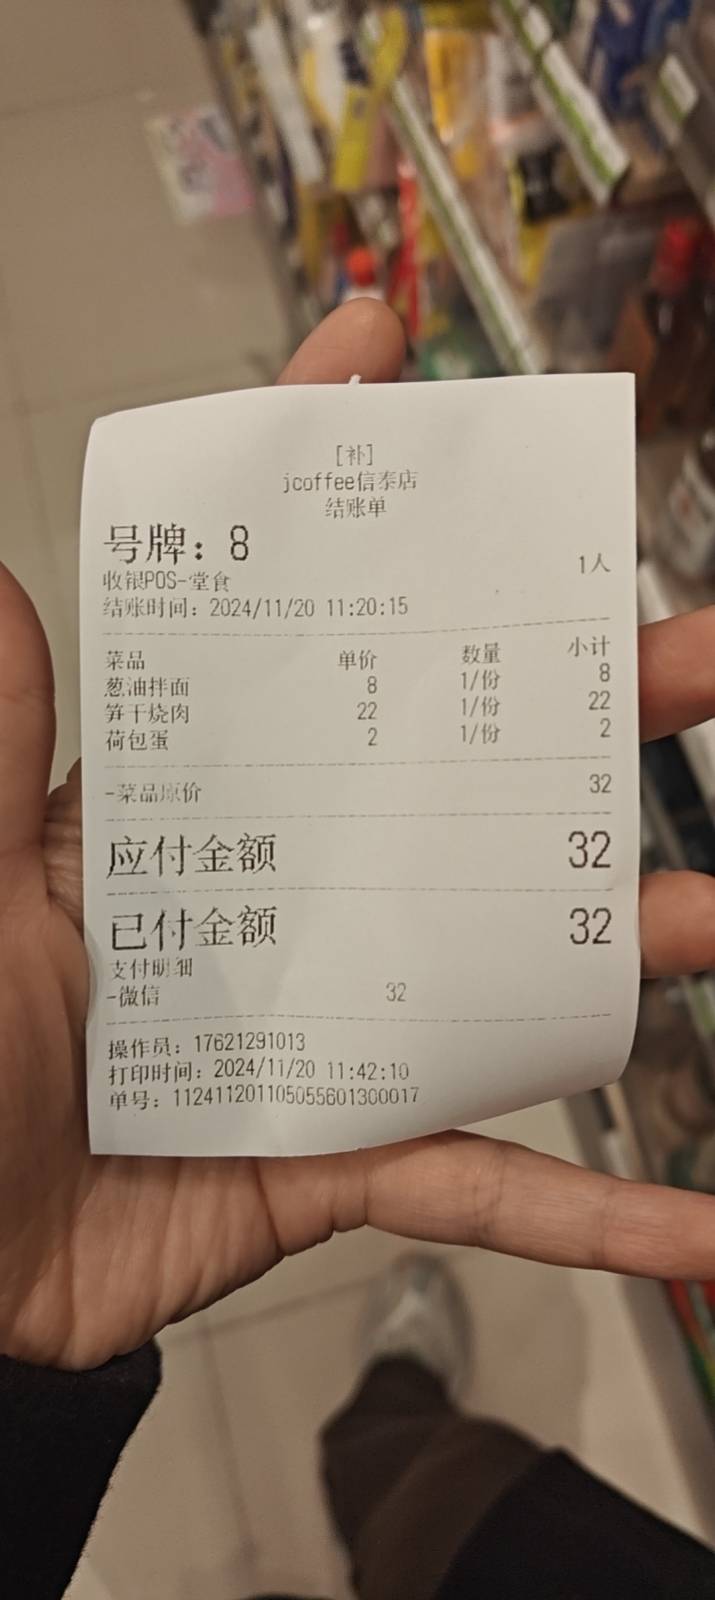 [补]
jcoffee信泰店
结账单
号牌：8
收银POS-堂食 1人
结账时间：2024/11/20 11:20:15
菜品 单价 数量 小计
葱油拌面 8 1/份 8
笋干烧肉 22 1/份 22
荷包蛋 2 1/份 2
-菜品原价 32
应付金额 32
已付金额 32
支付明细
-微信 32
操作员：17621291013
打印时间：2024/11/20 11:42:10
单号：112411201105055601300017